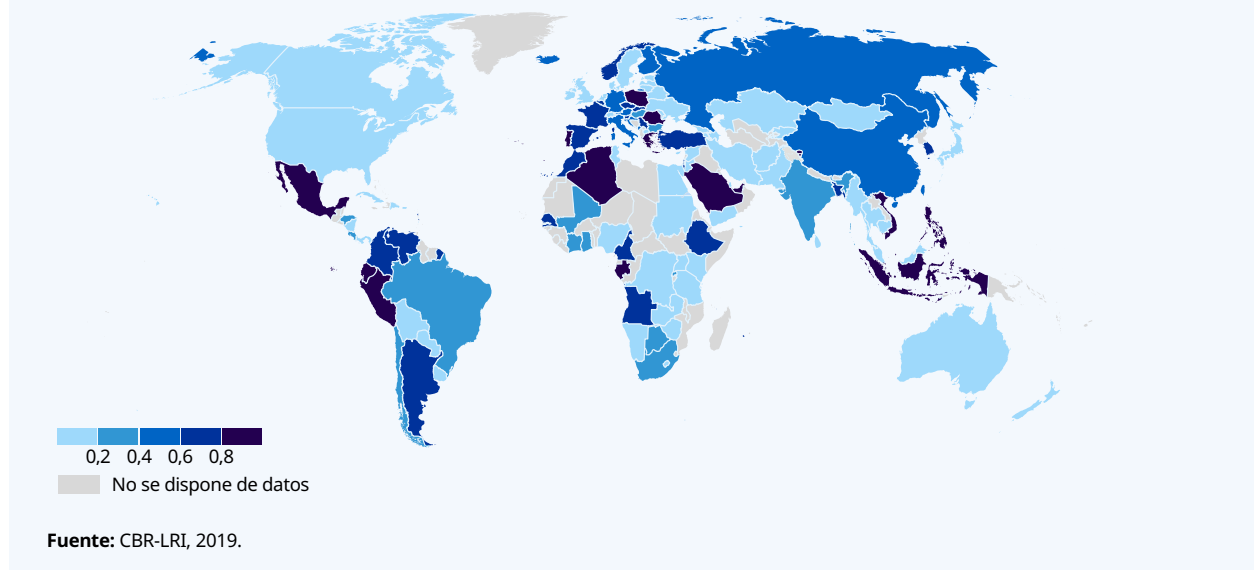 0,2 0,4 0,6 0,8
No se dispone de datos
Fuente: CBR-LRI, 2019.